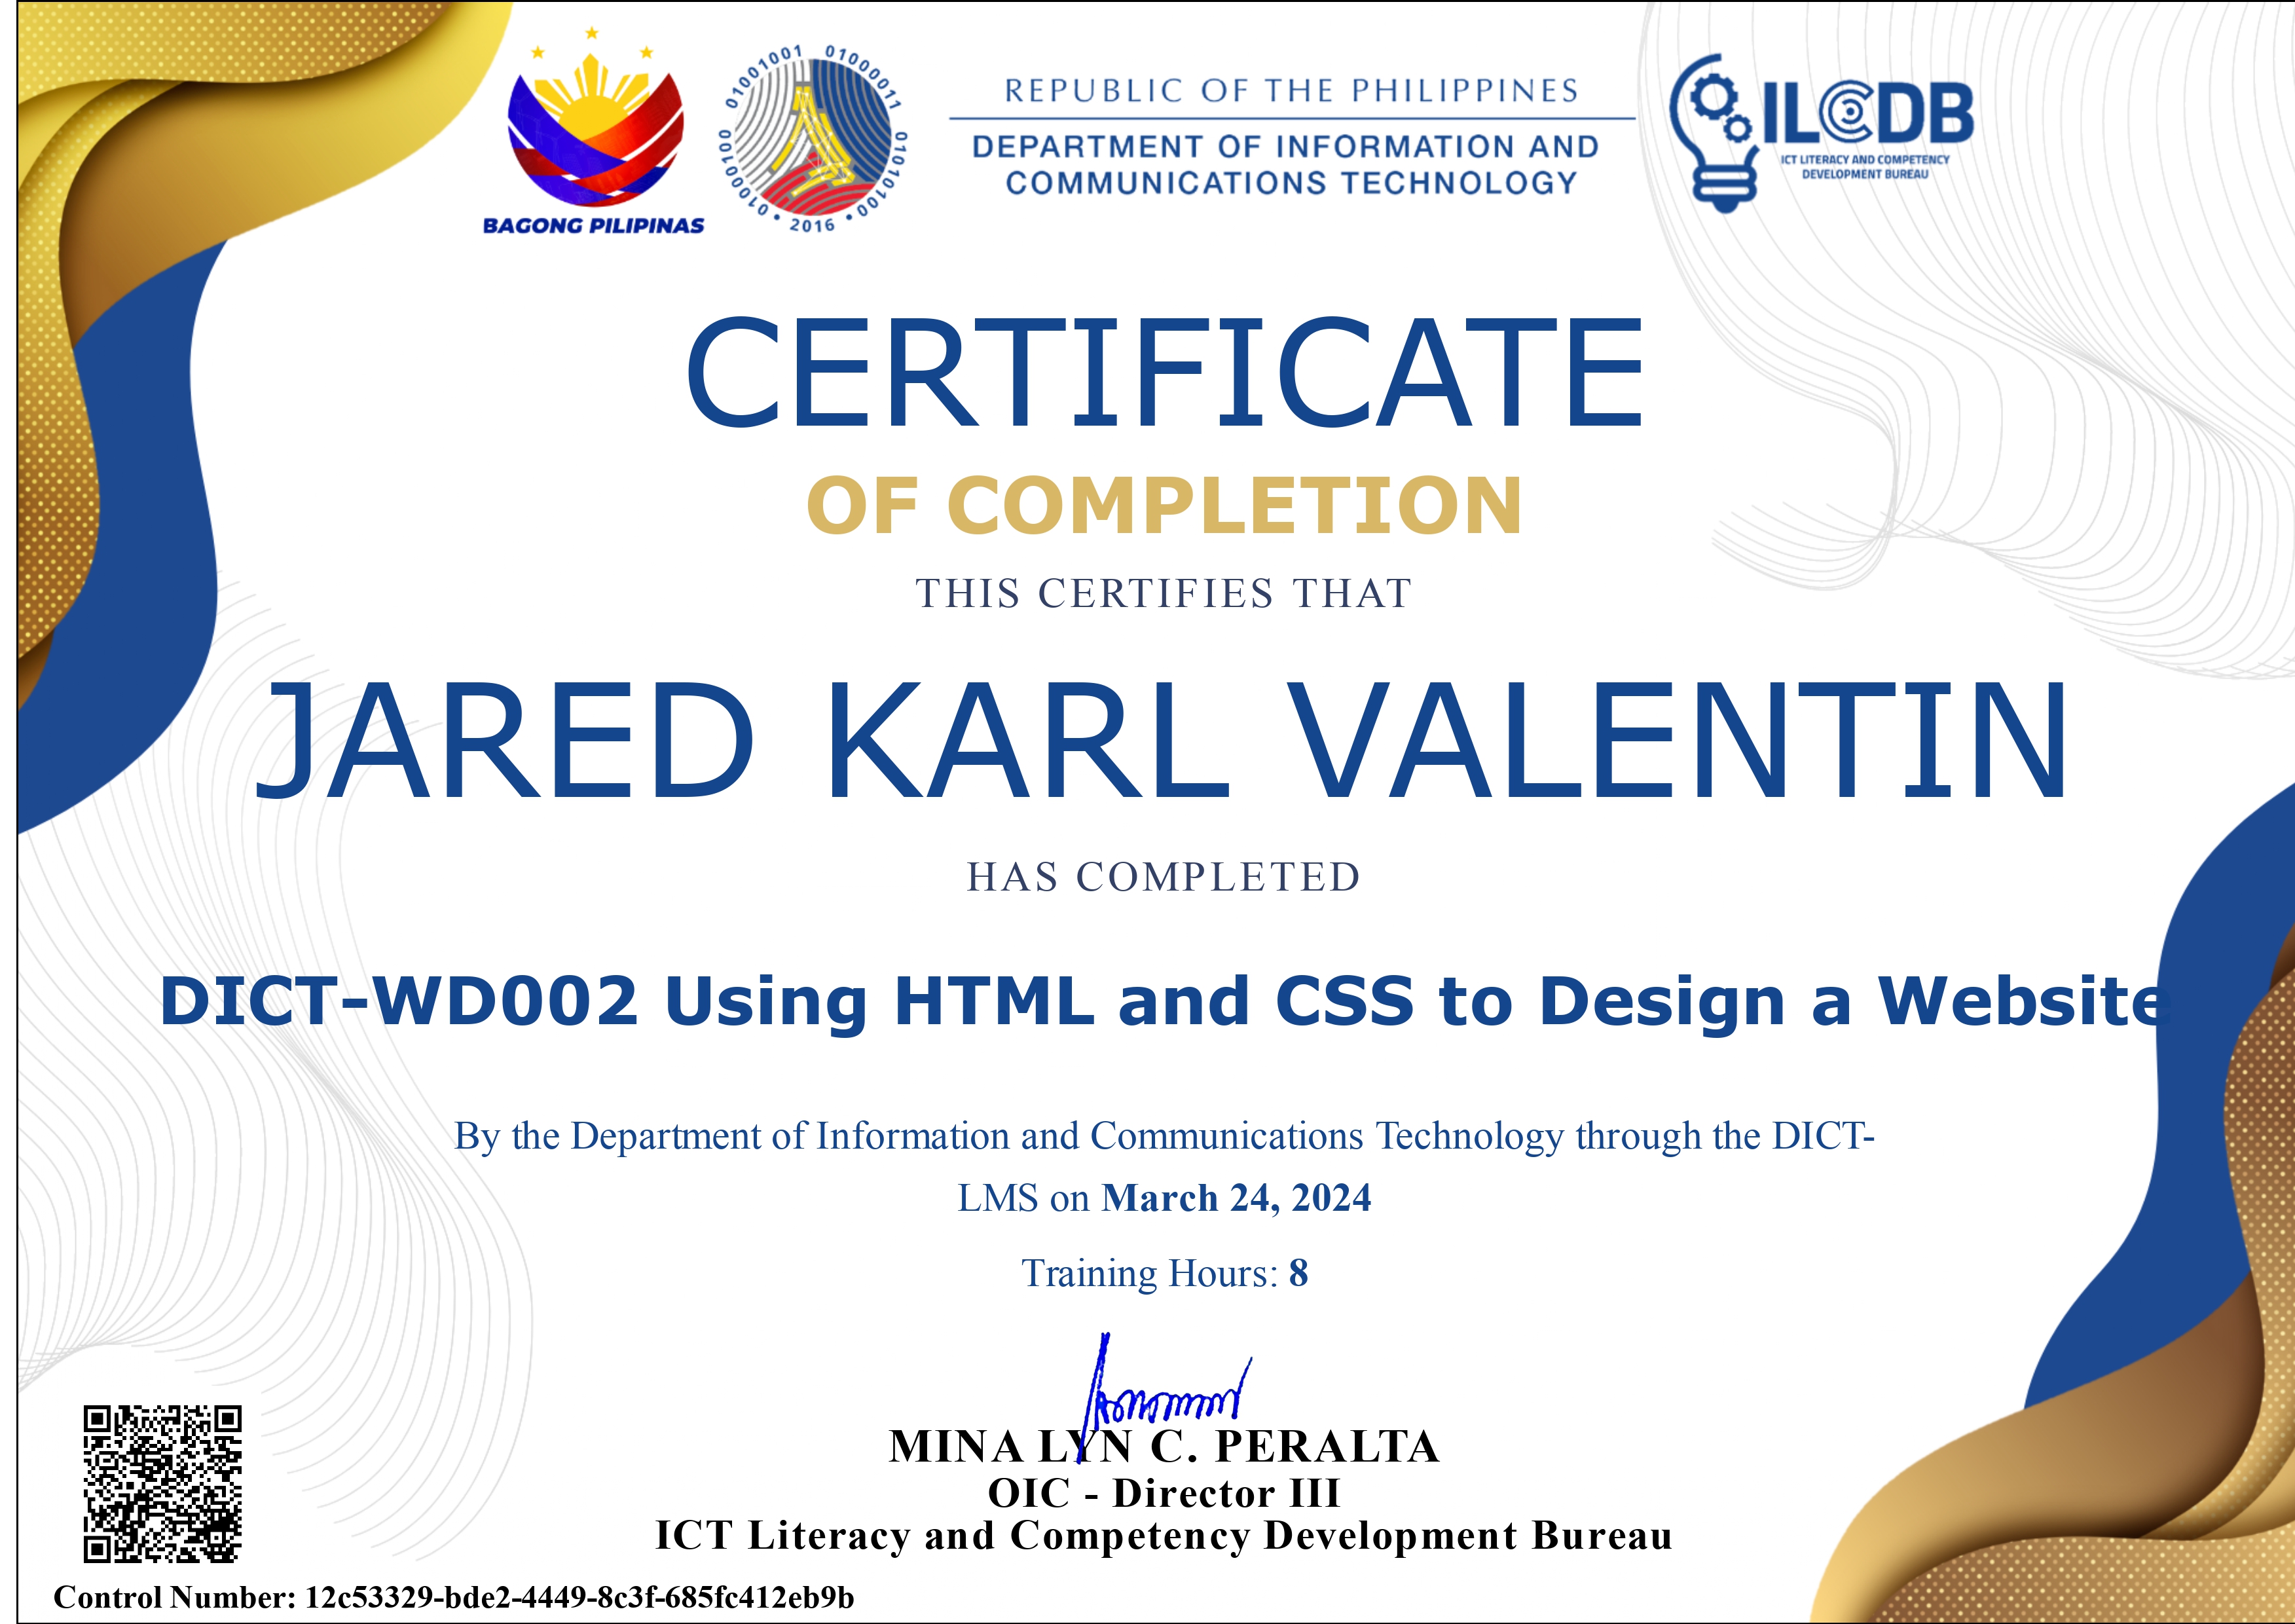 BAGONG PILIPINAS
01001001 01000011 01010100 • 2016 • 01000100
REPUBLIC OF THE PHILIPPINES
DEPARTMENT OF INFORMATION AND
COMMUNICATIONS TECHNOLOGY
ILCDB
ICT LITERACY AND COMPETENCY
DEVELOPMENT BUREAU
CERTIFICATE
OF COMPLETION
THIS CERTIFIES THAT
JARED KARL VALENTIN
HAS COMPLETED
DICT-WD002 Using HTML and CSS to Design a Website
By the Department of Information and Communications Technology through the DICT-
LMS on March 24, 2024
Training Hours: 8
MINA LYN C. PERALTA
OIC - Director III
ICT Literacy and Competency Development Bureau
Control Number: 12c53329-bde2-4449-8c3f-685fc412eb9b